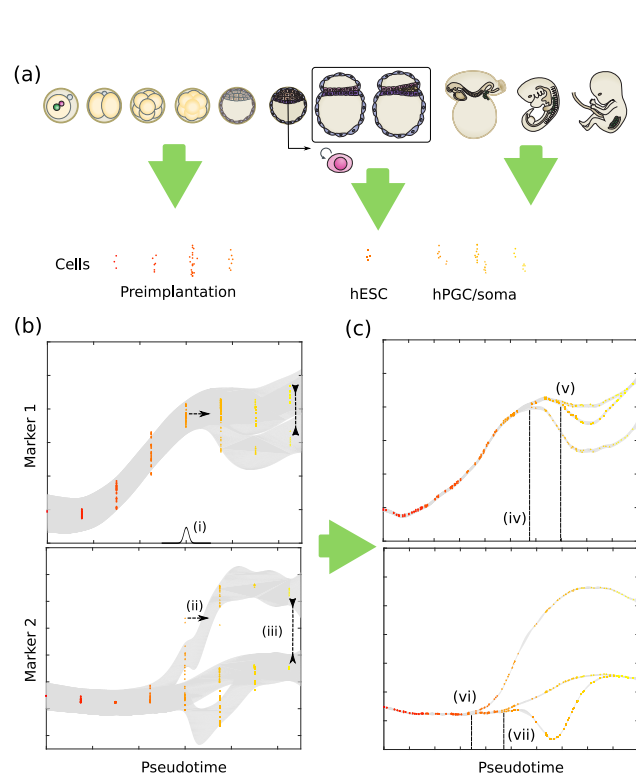 (a)
Cells
Preimplantation
hESC
hPGC/soma
(b)
(c)
Marker 1
(i)
(v)
(iv)
Marker 2
(ii)
(iii)
(vi)
(vii)
Pseudotime
Pseudotime